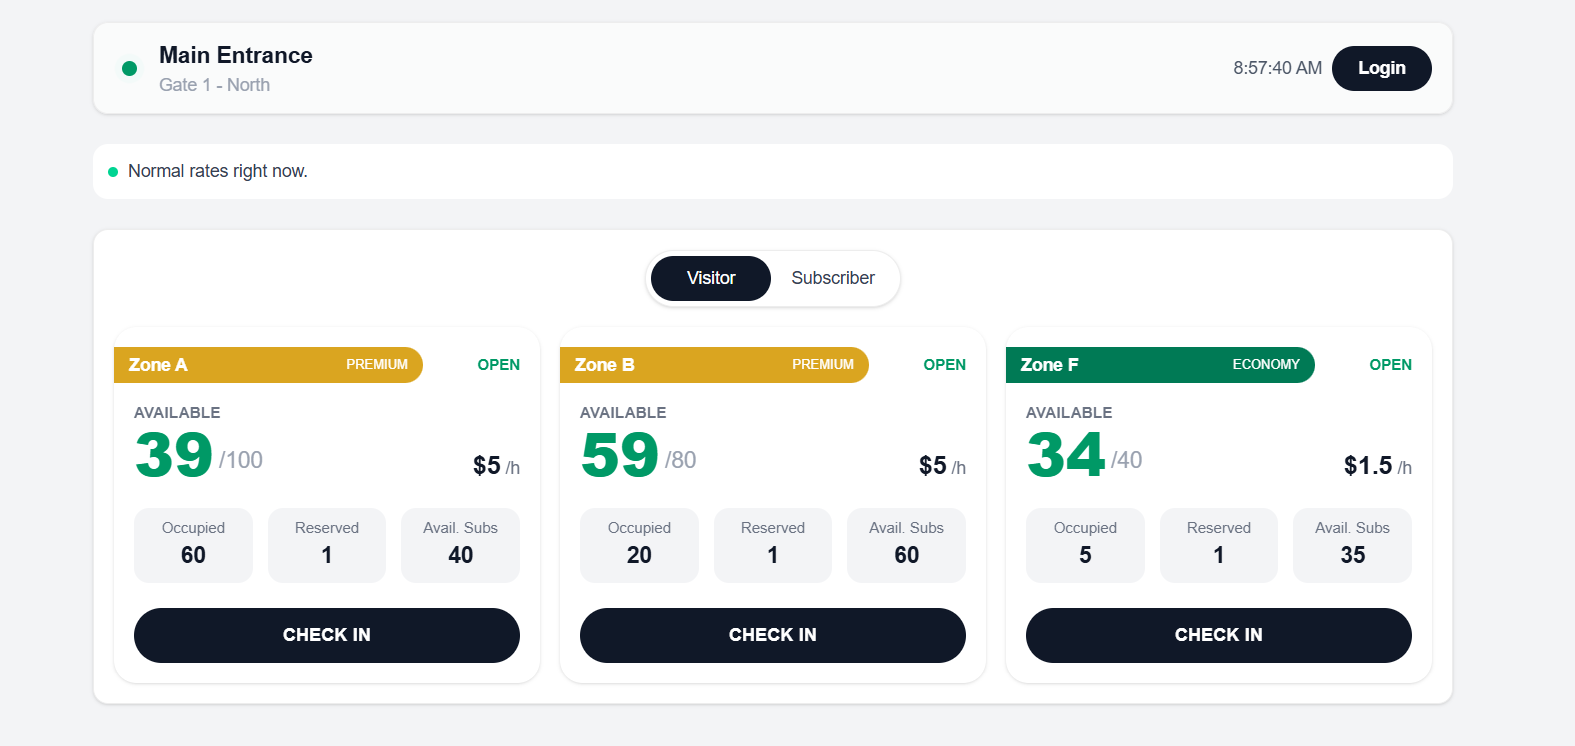 Main Entrance
Gate 1 - North
8:57:40 AM
Login
Normal rates right now.
Visitor
Subscriber
Zone A
PREMIUM
OPEN
AVAILABLE
39 /100
$5 /h
Occupied
60
Reserved
1
Avail. Subs
40
CHECK IN
Zone B
PREMIUM
OPEN
AVAILABLE
59 /80
$5 /h
Occupied
20
Reserved
1
Avail. Subs
60
CHECK IN
Zone F
ECONOMY
OPEN
AVAILABLE
34 /40
$1.5 /h
Occupied
5
Reserved
1
Avail. Subs
35
CHECK IN